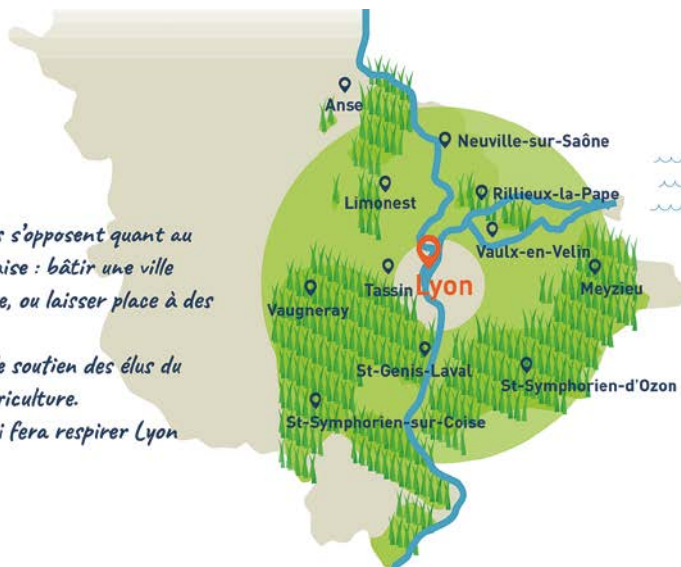 s s'opposent quant au
aise : bâtir une ville
e, ou laisser place à des
e soutien des élus du
riculture.
i fera respirer Lyon
Anse
Neuville-sur-Saône
Limonest
Rillieux-la-Pape
Vaulx-en-Velin
Tassin
Lyon
Meyzieu
Vaugneray
St-Genis-Laval
St-Symphorien-d'Ozon
St-Symphorien-sur-Coise